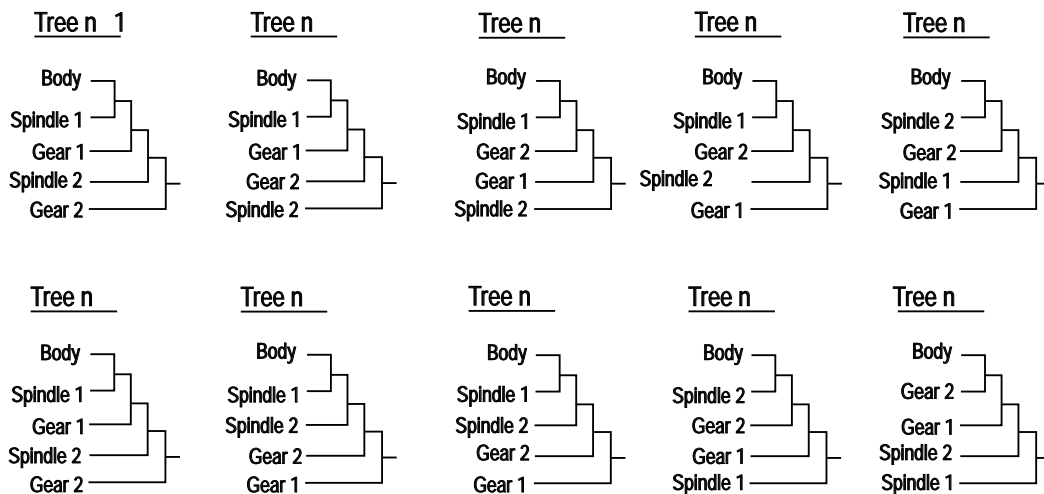 Tree n 1
Body
Spindle 1
Gear 1
Spindle 2
Gear 2
Tree n
Body
Spindle 1
Gear 1
Gear 2
Spindle 2
Tree n
Body
Spindle 1
Gear 2
Gear 1
Spindle 2
Tree n
Body
Spindle 1
Gear 2
Spindle 2
Gear 1
Tree n
Body
Spindle 2
Gear 2
Spindle 1
Gear 1
Tree n
Body
Spindle 1
Gear 1
Spindle 2
Gear 2
Tree n
Body
Spindle 1
Spindle 2
Gear 2
Gear 1
Tree n
Body
Spindle 1
Spindle 2
Gear 2
Gear 1
Tree n
Body
Spindle 2
Gear 2
Gear 1
Spindle 1
Tree n
Body
Gear 2
Gear 1
Spindle 2
Spindle 1